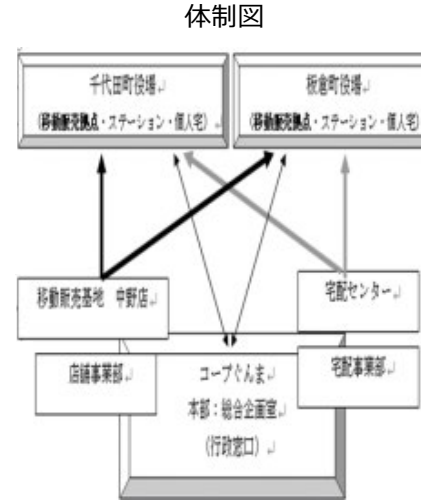 体制図
千代田町役場
(移動販売拠点・ステーション・個人宅)
板倉町役場
(移動販売拠点・ステーション・個人宅)
移動販売基地 中野店
宅配センター
店舗事業部
コープぐんま
本部：総合企画室
(行政窓口)
宅配事業部